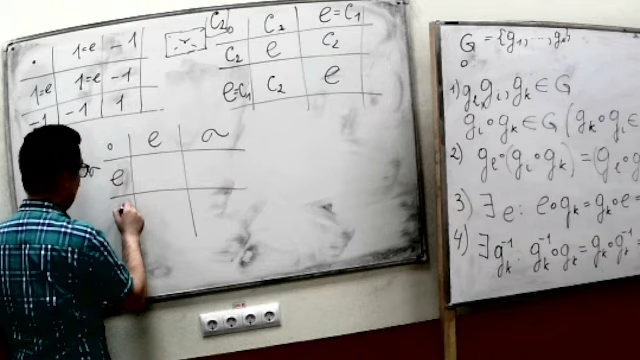 · 1=e -1
1=e 1=e -1
-1 -1 1
C₂ C₂ e=C₁
C₂ e C₂
e=C₁ C₂ e
∘ e σ
e
G = {g₁, ...,
∘
1) gᵢ, gₖ ∈ G
gᵢ∘gₖ ∈ G (gₖ∘gᵢ ∈
2) gₑ∘(gᵢ∘gₖ) = (gₑ∘g
3) ∃ e: e∘gₖ = gₖ∘e =
4) ∃ gₖ⁻¹: gₖ⁻¹∘gₖ = gₖ∘gₖ⁻¹ =